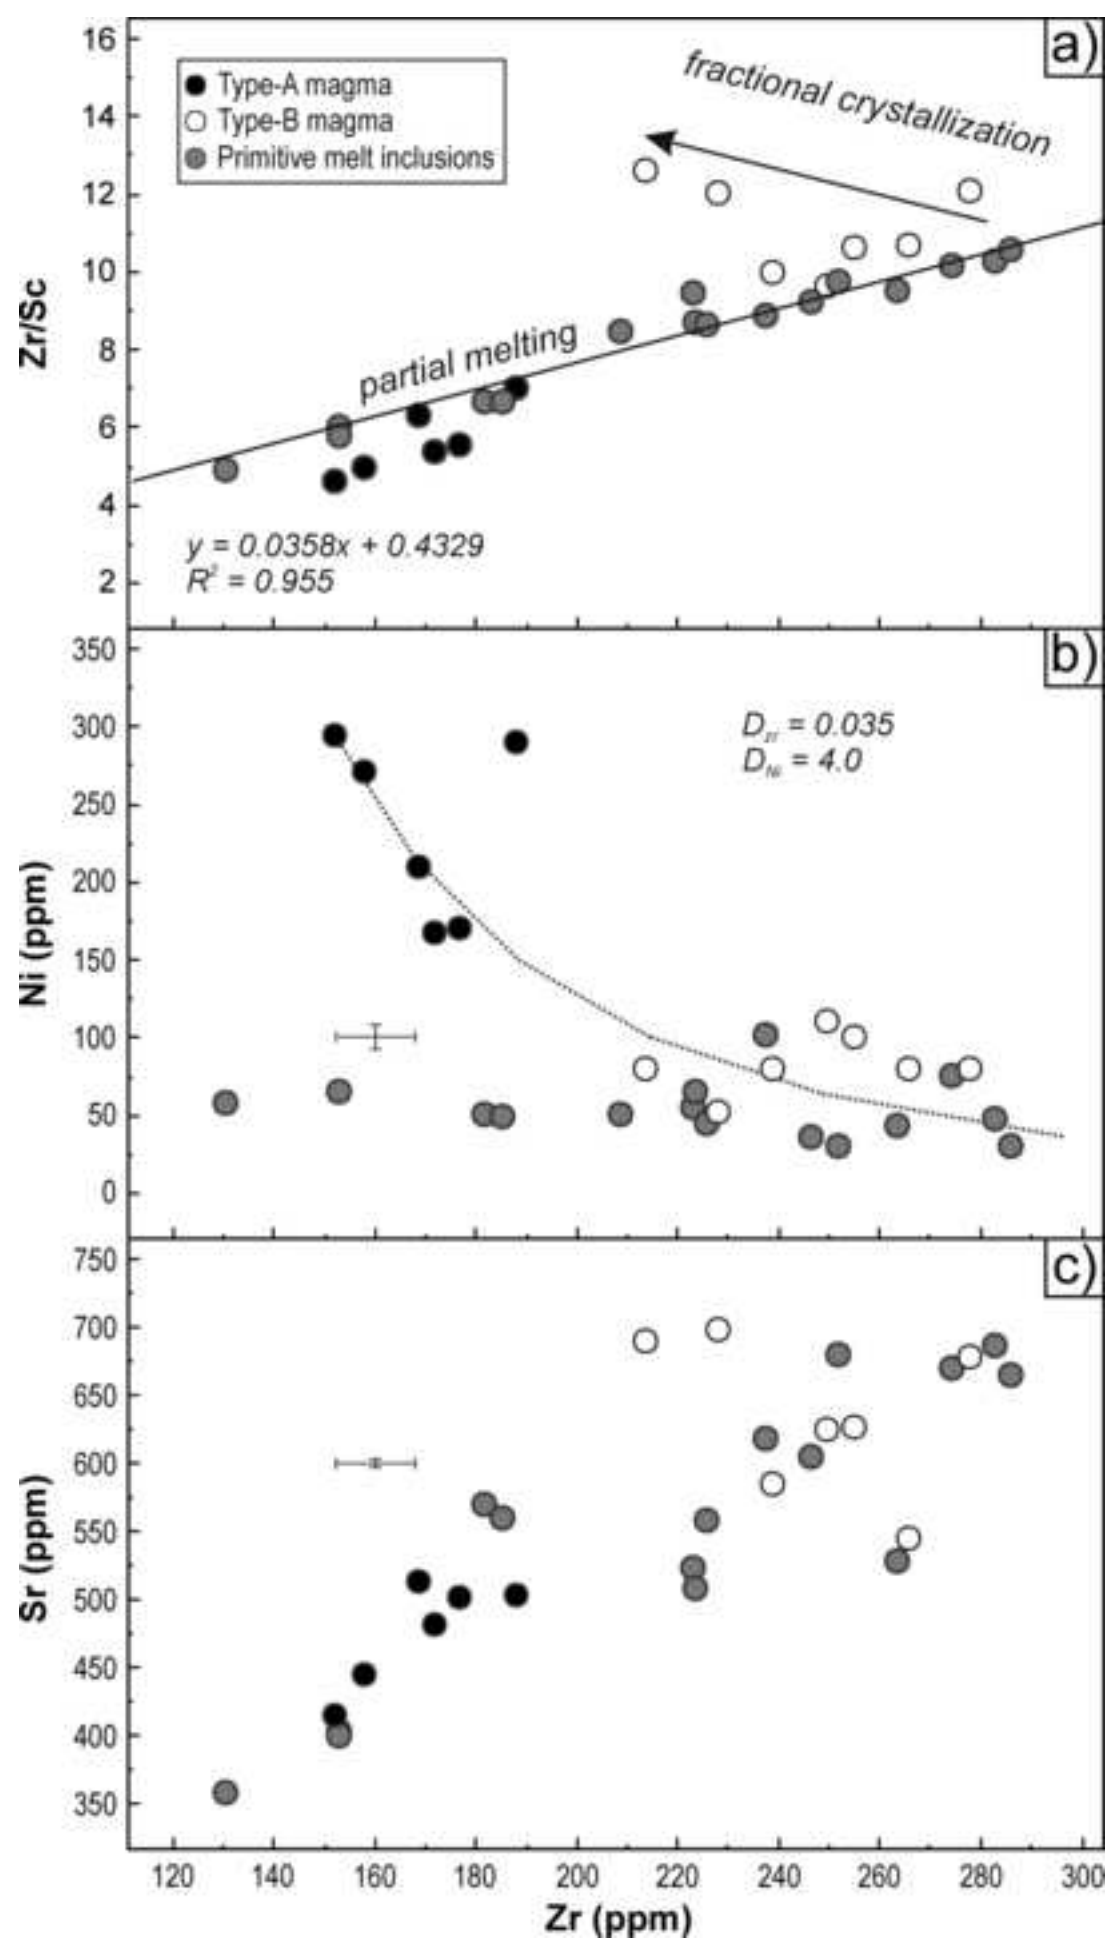 a)
16
14
12
10
8
6
4
2
Zr/Sc
Type-A magma
Type-B magma
Primitive melt inclusions
fractional crystallization
partial melting
y = 0.0358x + 0.4329
R² = 0.955
b)
350
300
250
200
150
100
50
0
Ni (ppm)
D_Zr = 0.035
D_Ni = 4.0
c)
750
700
650
600
550
500
450
400
350
Sr (ppm)
120 140 160 180 200 220 240 260 280 300
Zr (ppm)